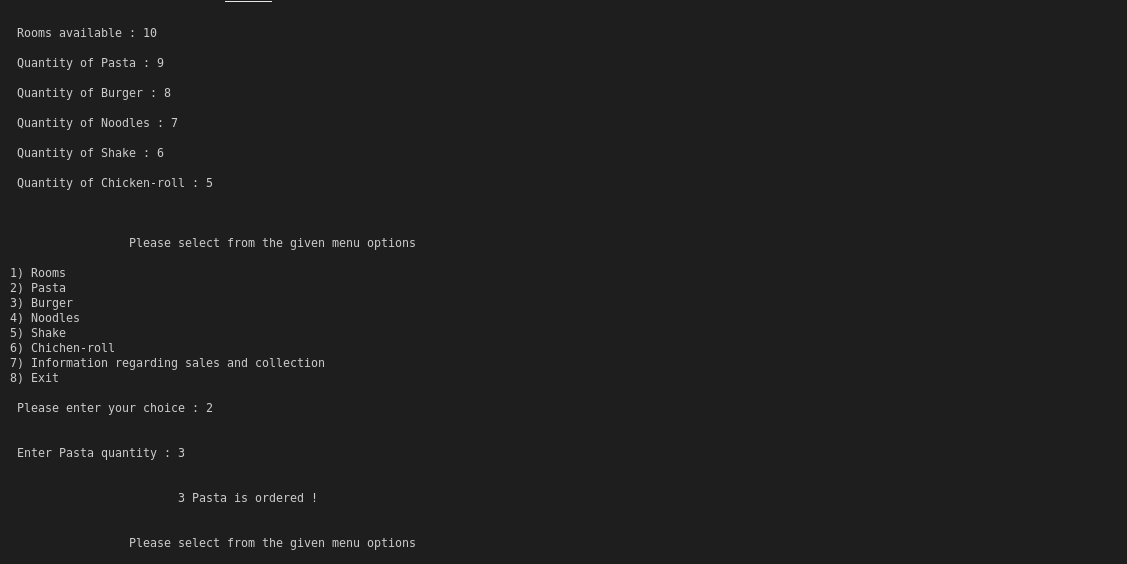 Rooms available : 10
Quantity of Pasta : 9
Quantity of Burger : 8
Quantity of Noodles : 7
Quantity of Shake : 6
Quantity of Chicken-roll : 5
Please select from the given menu options
1) Rooms
2) Pasta
3) Burger
4) Noodles
5) Shake
6) Chichen-roll
7) Information regarding sales and collection
8) Exit
Please enter your choice : 2
Enter Pasta quantity : 3
3 Pasta is ordered !
Please select from the given menu options